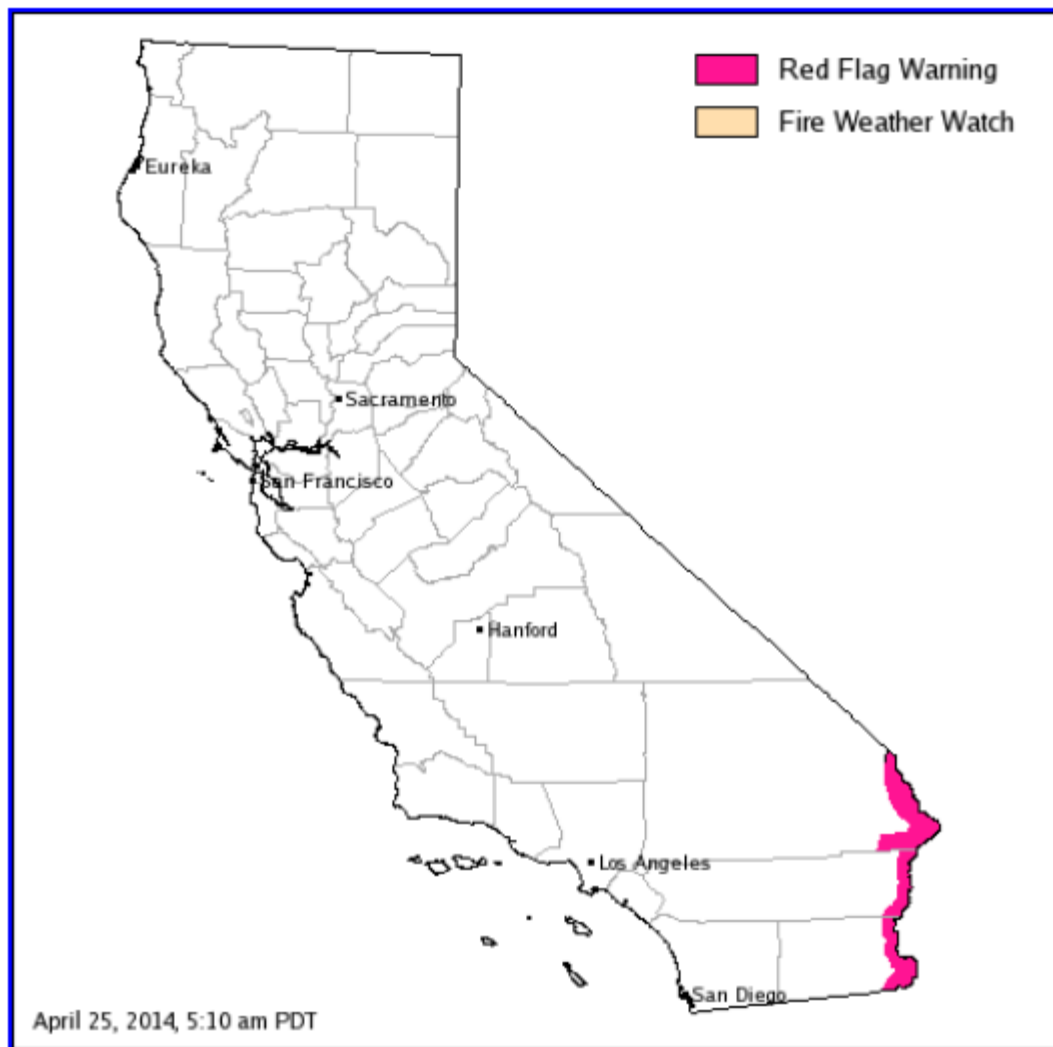 Red Flag Warning
Fire Weather Watch
Eureka
Sacramento
San Francisco
Hanford
Los Angeles
San Diego
April 25, 2014, 5:10 am PDT